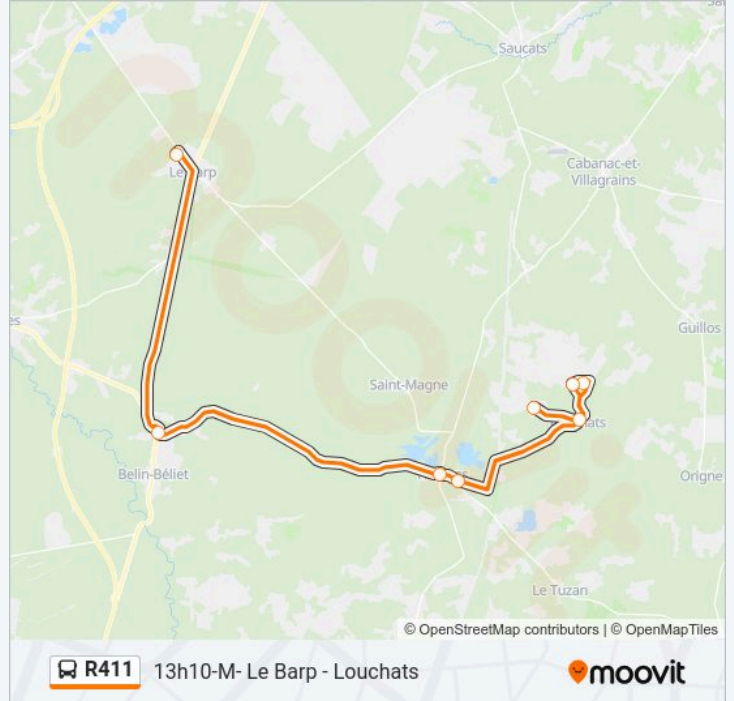 Saucats
Cabanac-et-
Villagrains
Guillos
Saint-Magne
Belin-Béliet
Origne
Le Tuzan
© OpenStreetMap contributors | © OpenMapTiles
R411 13h10-M- Le Barp - Louchats
moovit